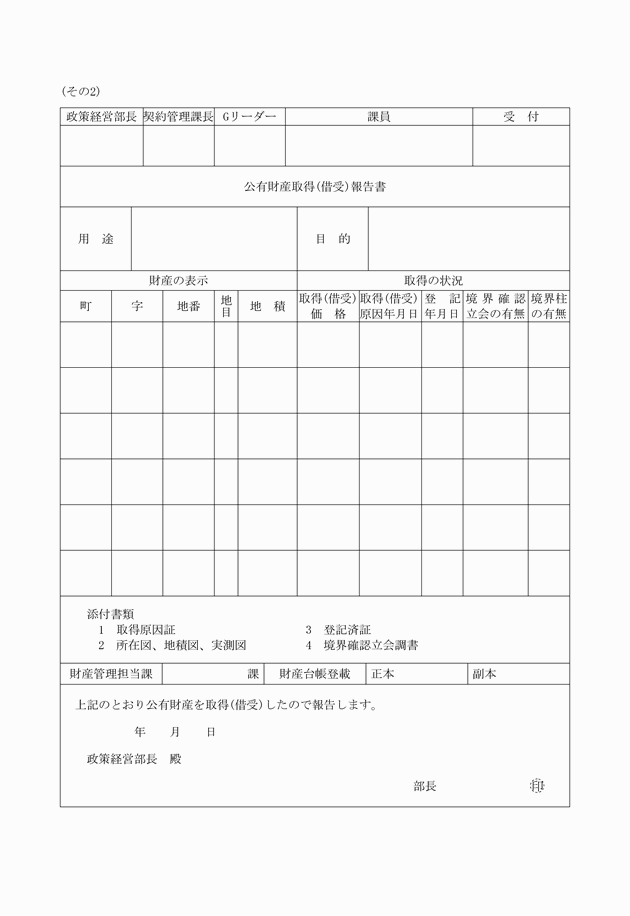 (その2)
政策経営部長 契約管理課長 Gリーダー 課員 受　付
公有財産取得(借受)報告書
用　途 目　的
財産の表示 取得の状況
町 字 地番 地目 地　積 取得(借受)価　格 取得(借受)原因年月日 登　記年月日 境界確認立会の有無 境界柱の有無
添付書類
1　取得原因証 3　登記済証
2　所在図、地積図、実測図 4　境界確認立会調書
財産管理担当課 課 財産台帳登載 正本 副本
上記のとおり公有財産を取得(借受)したので報告します。
年　月　日
政策経営部長　殿
部長 印